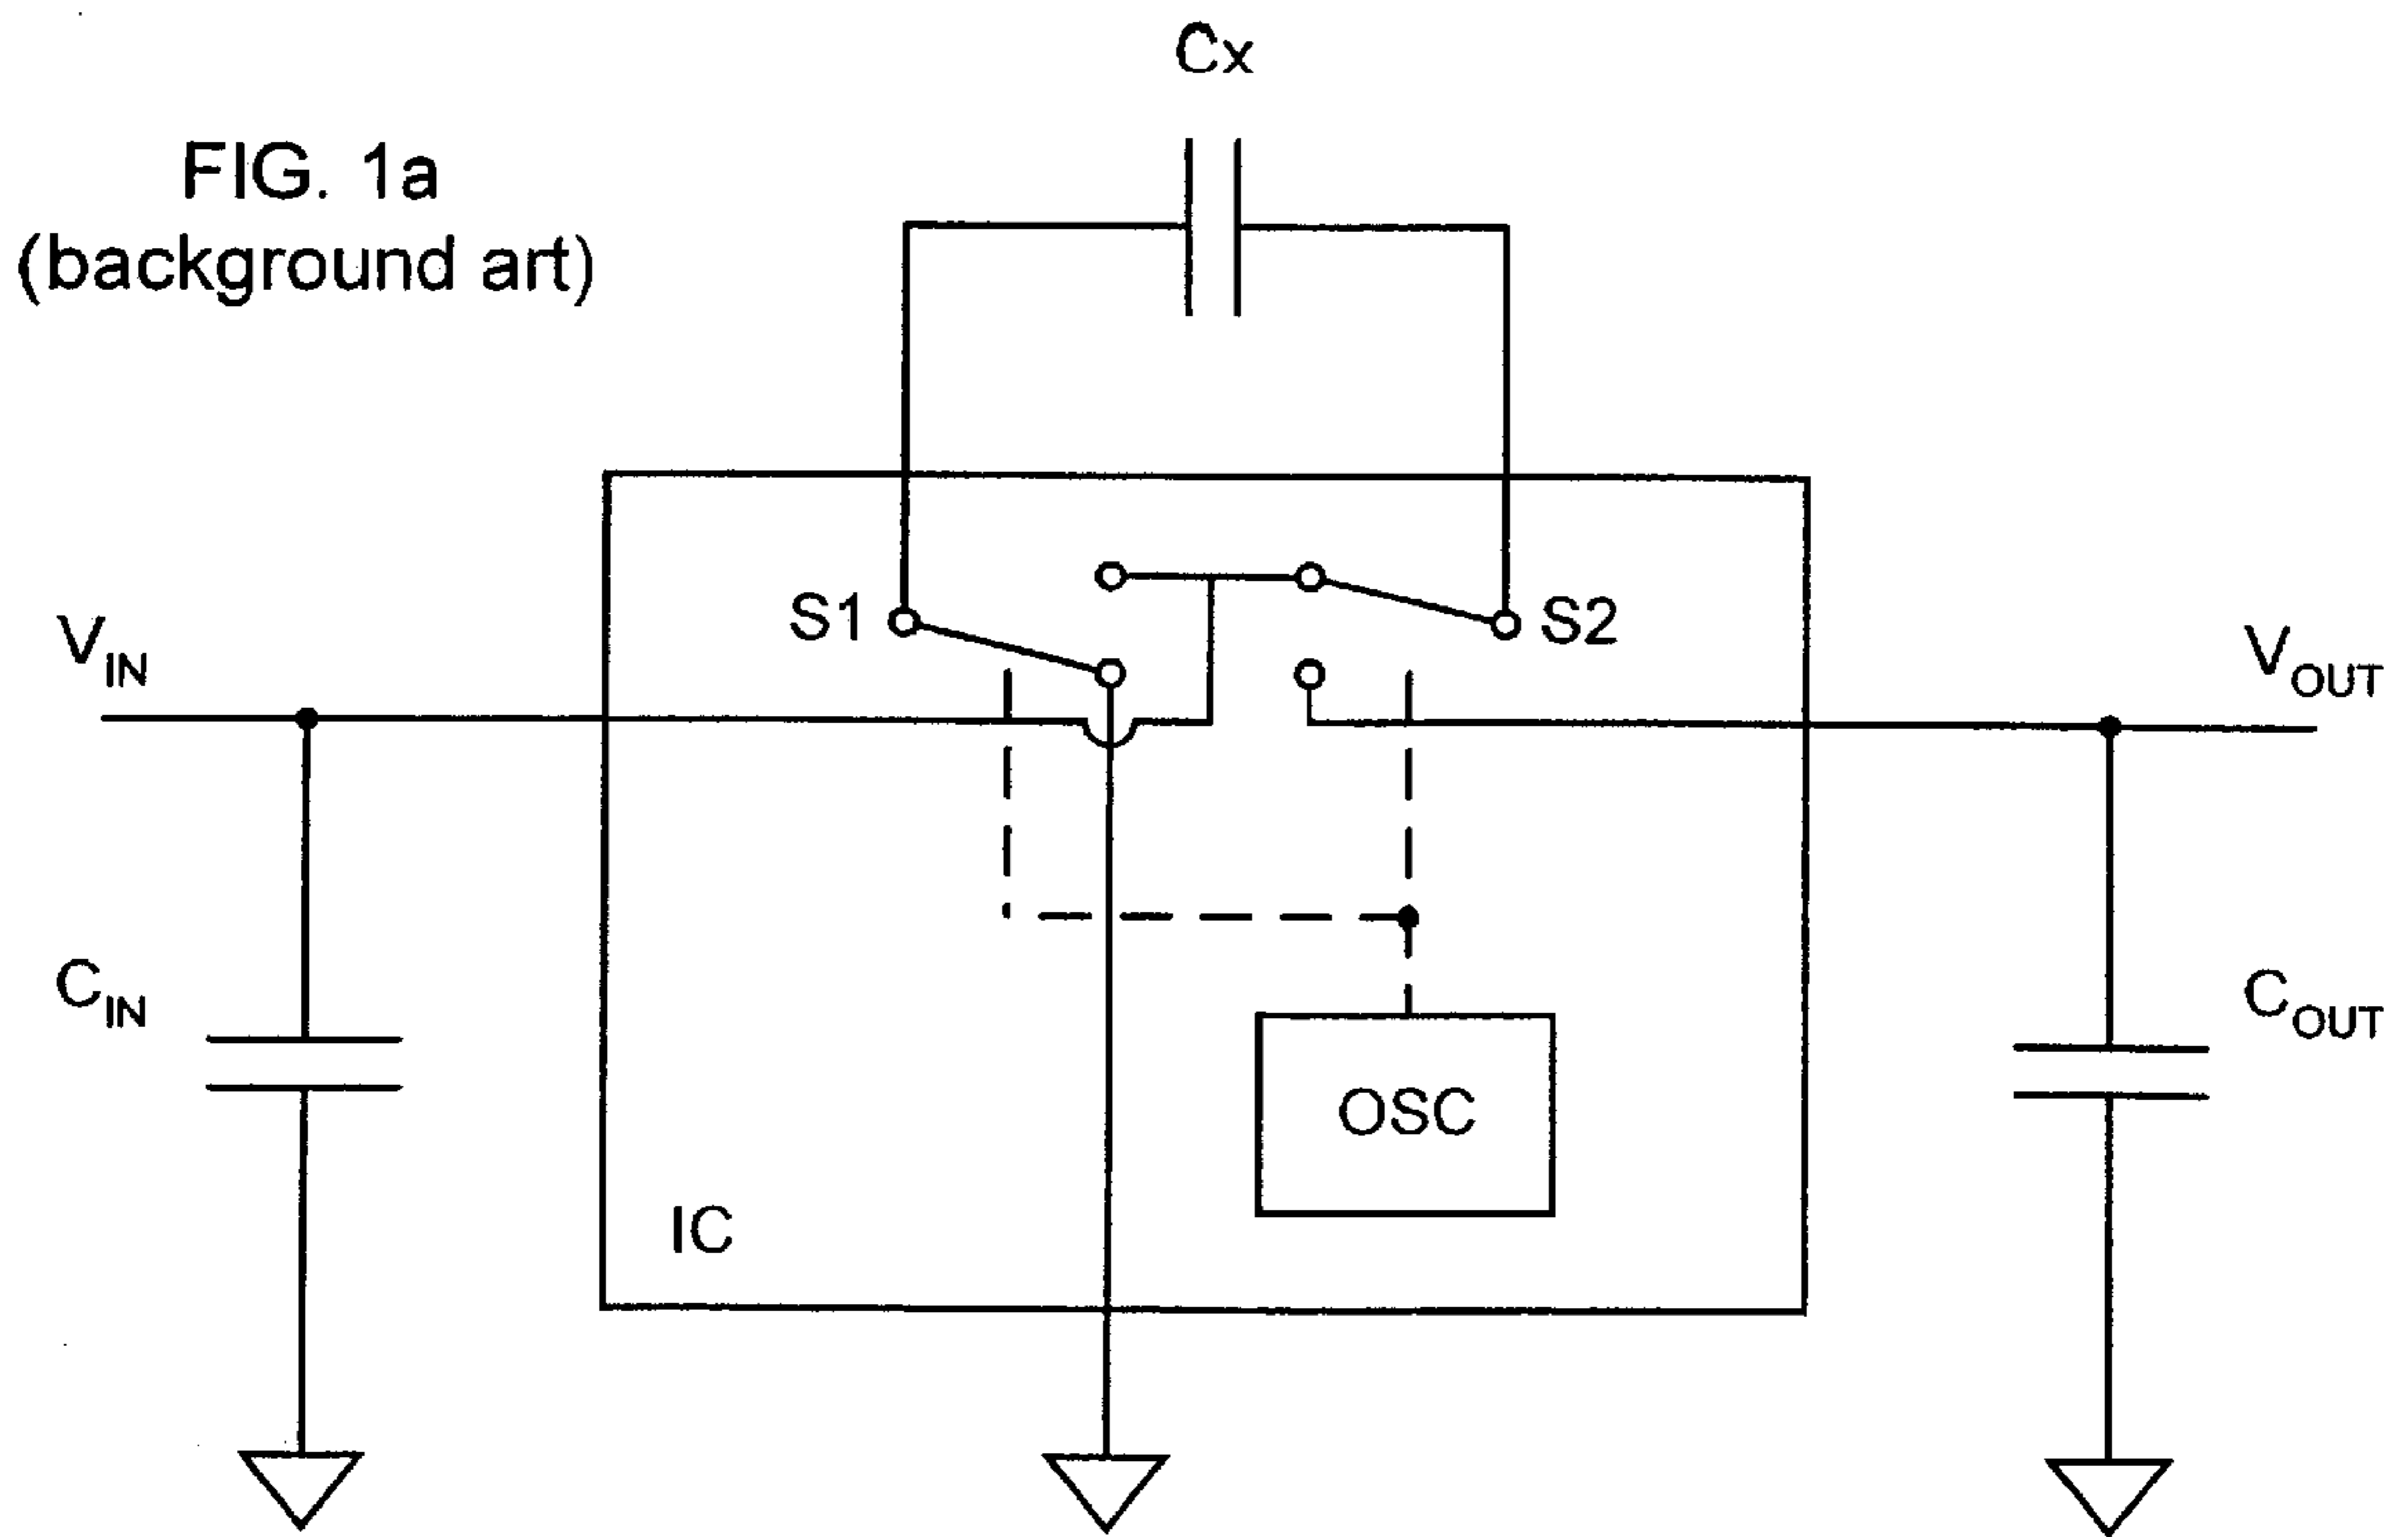 Cx
FIG. 1a
(background art)
S1
S2
VIN
VOUT
CIN
COUT
OSC
IC